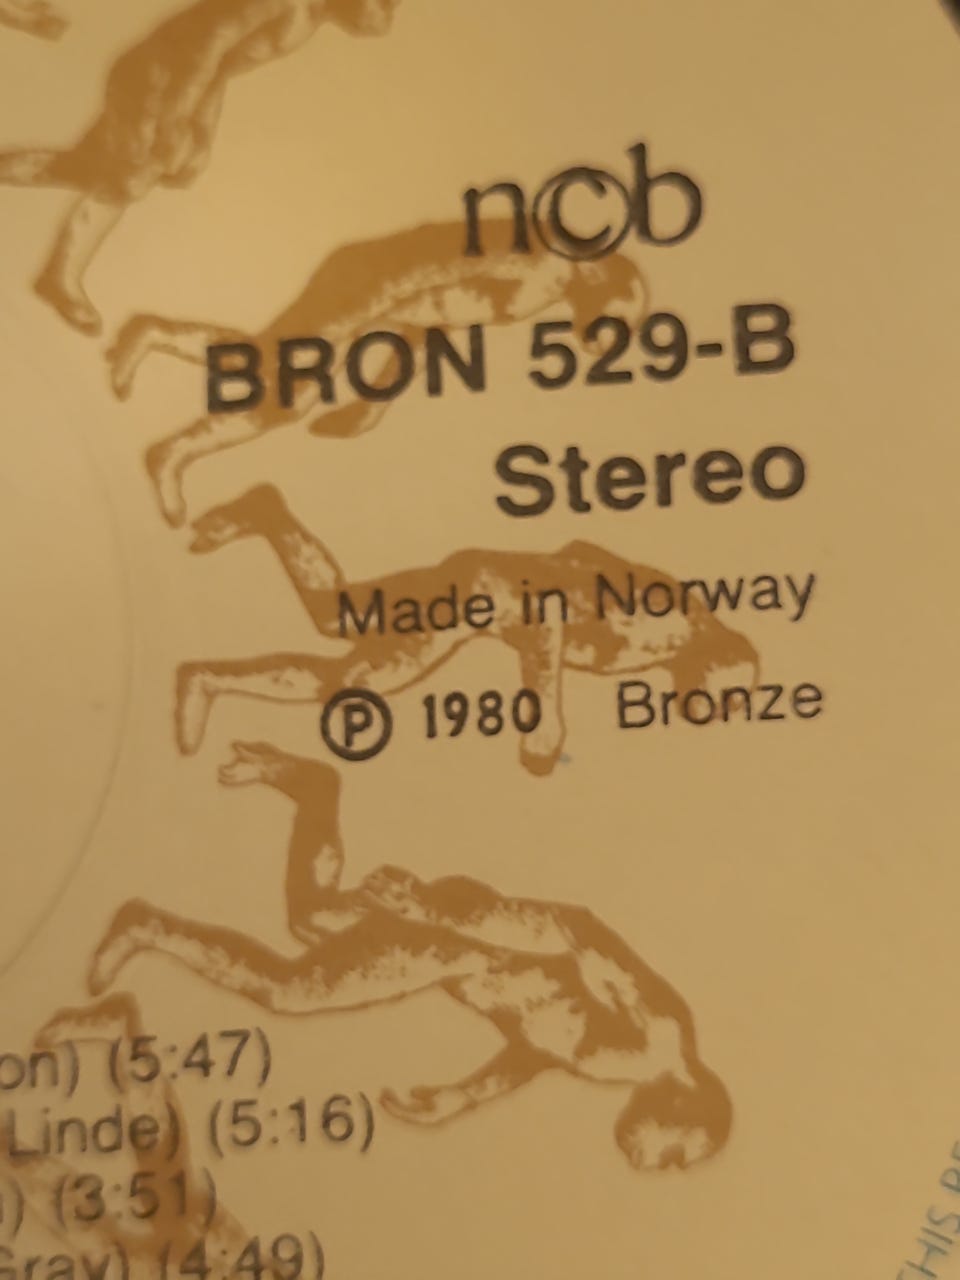 n©b
BRON 529-B
Stereo
Made in Norway
Ⓟ 1980 Bronze
on) (5:47)
Linde) (5:16)
) (3:51)
Gray) (4:49)
THIS